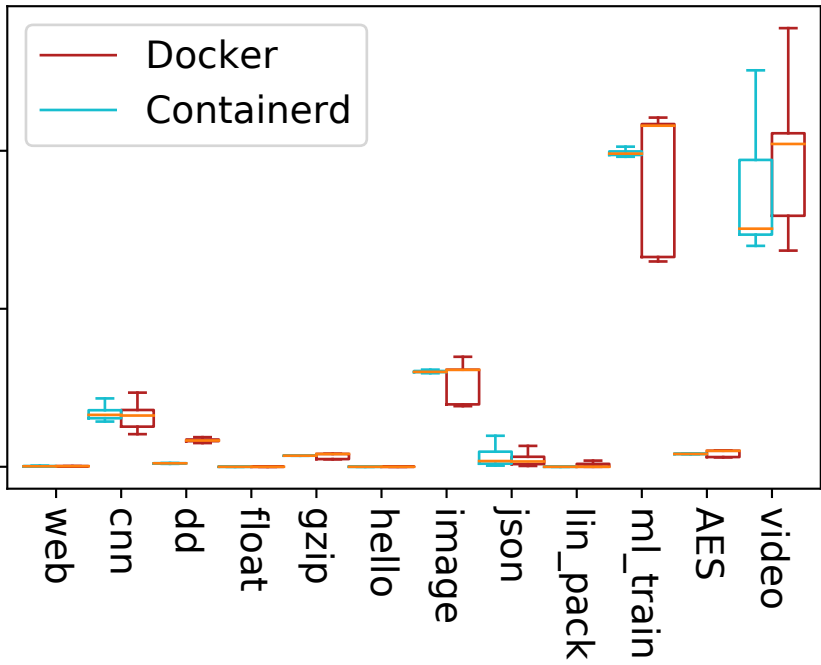 Docker
Containerd
web
cnn
dd
float
gzip
hello
image
json
lin_pack
ml_train
AES
video